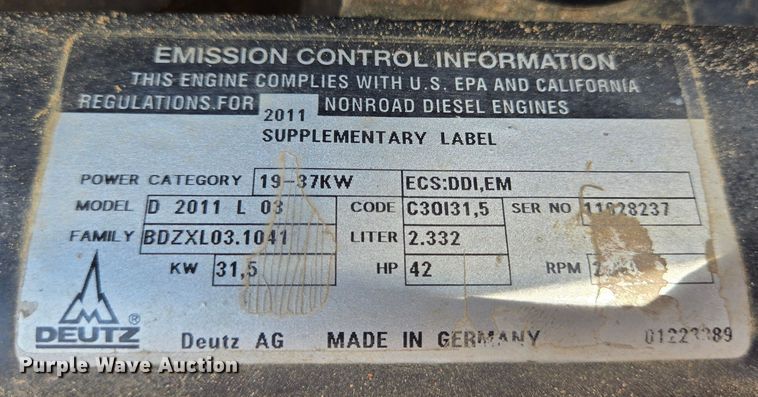 EMISSION CONTROL INFORMATION
THIS ENGINE COMPLIES WITH U.S. EPA AND CALIFORNIA
REGULATIONS FOR 2011 NONROAD DIESEL ENGINES
SUPPLEMENTARY LABEL
POWER CATEGORY 19-37KW ECS:DDI,EM
MODEL D 2011 L 03 CODE C30I31,5 SER NO 11628237
FAMILY BDZXL03.1041 LITER 2.332
KW 31,5 HP 42 RPM
DEUTZ ® Deutz AG MADE IN GERMANY
Purple Wave Auction